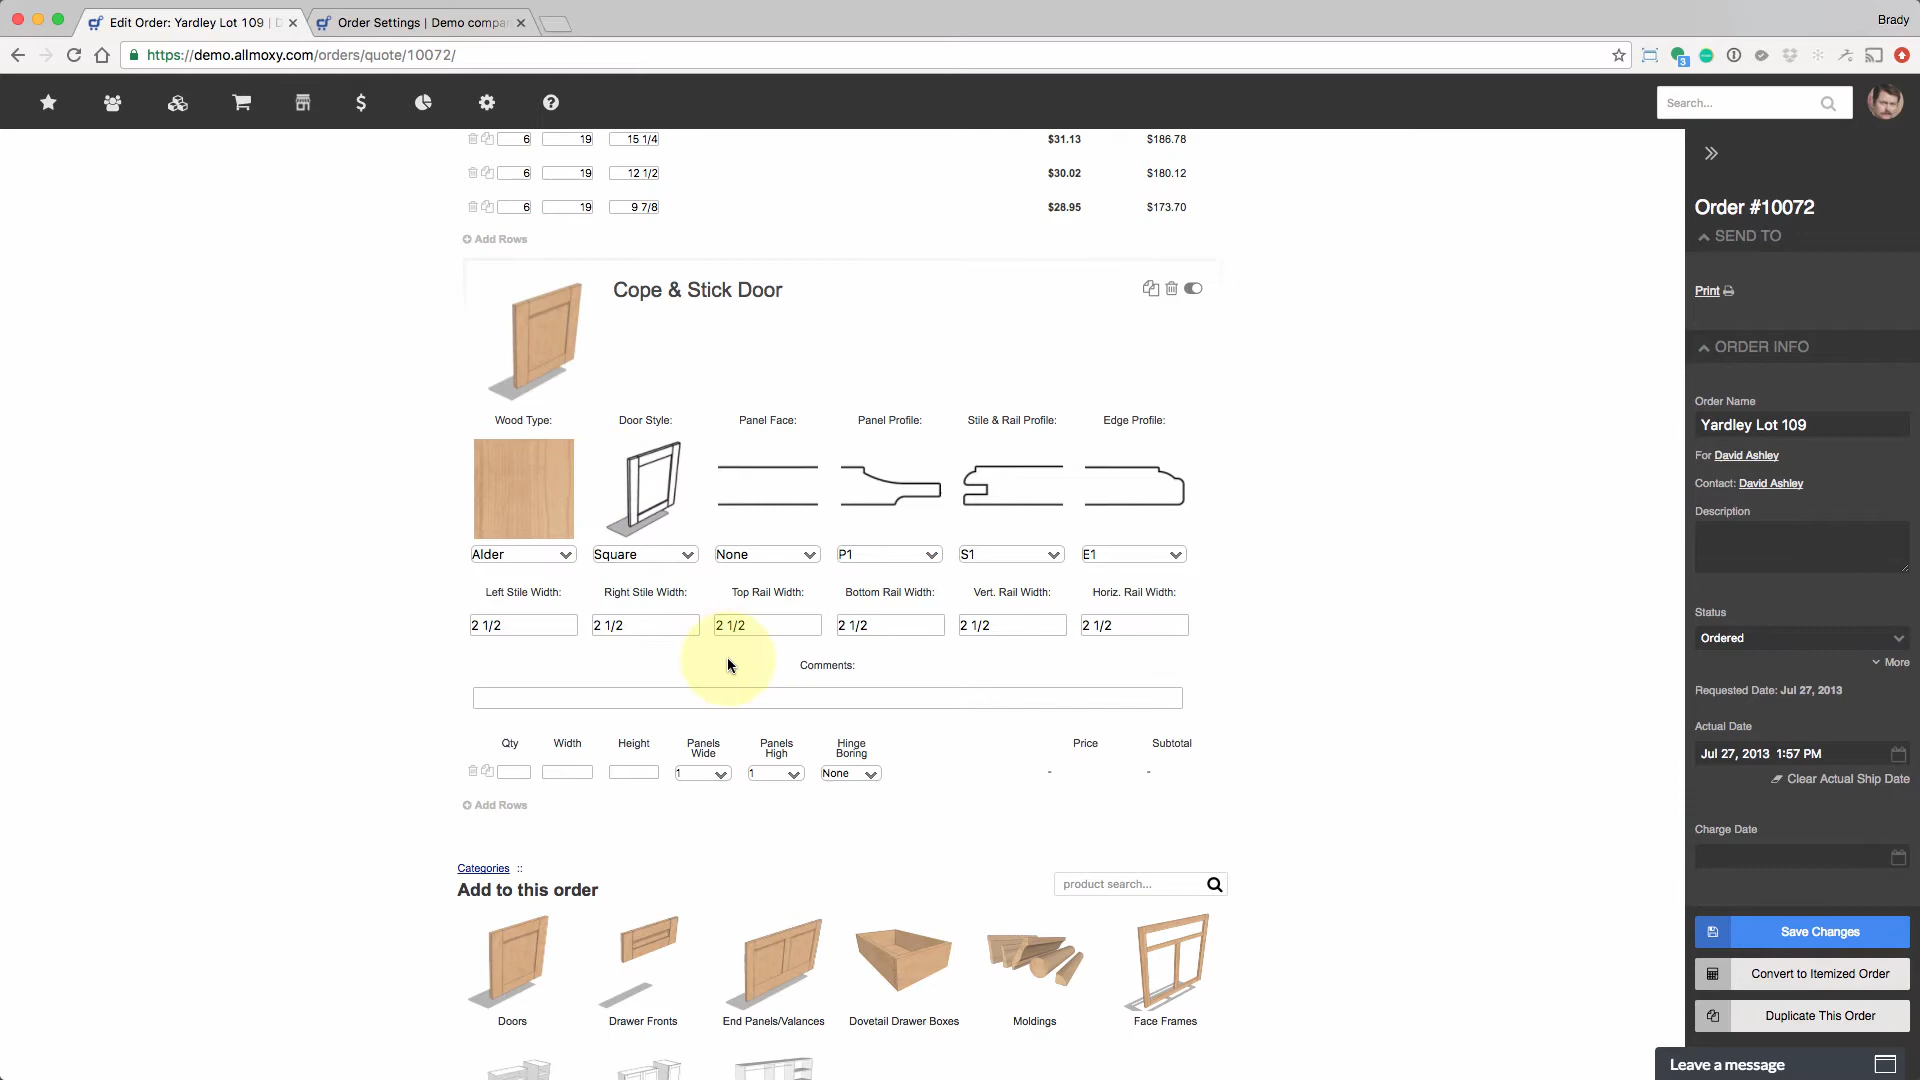 Edit Order: Yardley Lot 109 | D
Order Settings | Demo compa
Brady
https://demo.allmoxy.com/orders/quote/10072/
3
Search...
6 19 15 1/4 $31.13 $186.78
6 19 12 1/2 $30.02 $180.12
6 19 9 7/8 $28.95 $173.70
Add Rows
Cope & Stick Door
Wood Type: Door Style: Panel Face: Panel Profile: Stile & Rail Profile: Edge Profile:
Alder Square None P1 S1 E1
Left Stile Width: Right Stile Width: Top Rail Width: Bottom Rail Width: Vert. Rail Width: Horiz. Rail Width:
2 1/2 2 1/2 2 1/2 2 1/2 2 1/2 2 1/2
Comments:
Qty Width Height Panels Wide Panels High Hinge Boring Price Subtotal
1 1 None - -
Add Rows
Categories ::
Add to this order
product search...
Doors Drawer Fronts End Panels/Valances Dovetail Drawer Boxes Moldings Face Frames
Order #10072
SEND TO
Print
ORDER INFO
Order Name
Yardley Lot 109
For David Ashley
Contact: David Ashley
Description
Status
Ordered
More
Requested Date: Jul 27, 2013
Actual Date
Jul 27, 2013 1:57 PM
Clear Actual Ship Date
Charge Date
Save Changes
Convert to Itemized Order
Duplicate This Order
Leave a message